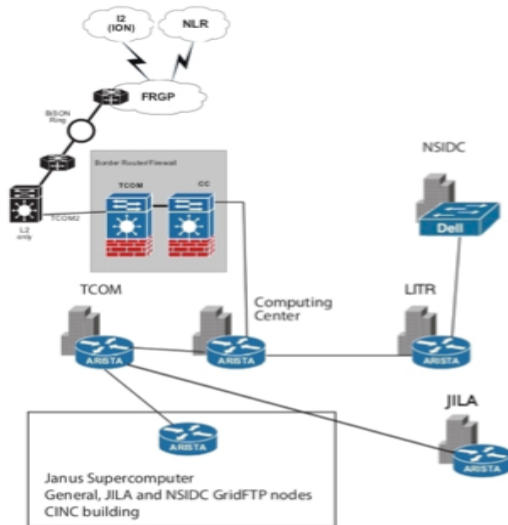 I2
(ION)
NLR
FRGP
BiSON
Ring
Border Router/Firewall
TCOM
CC
TCOM2
L2
only
NSIDC
Dell
TCOM
Computing
Center
LITR
ARISTA
ARISTA
ARISTA
JILA
ARISTA
ARISTA
Janus Supercomputer
General, JILA and NSIDC GridFTP nodes
CINC building